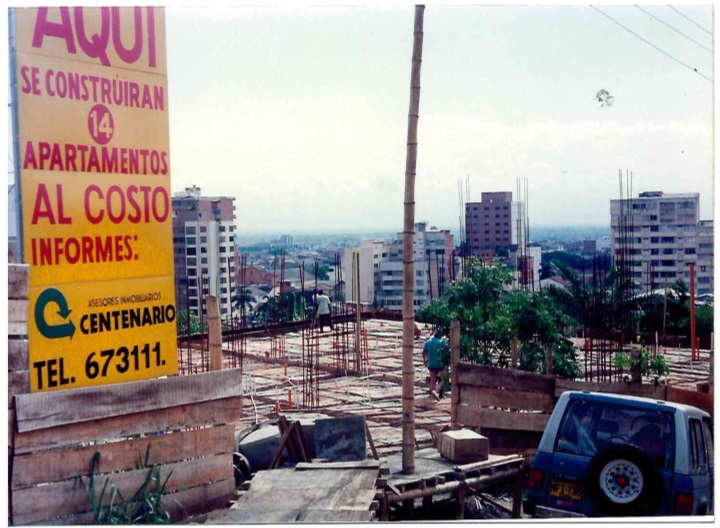 AQUI
SE CONSTRUIRAN
14
APARTAMENTOS
AL COSTO
INFORMES:
ASESORES INMOBILIARIOS
CENTENARIO
TEL. 673111.